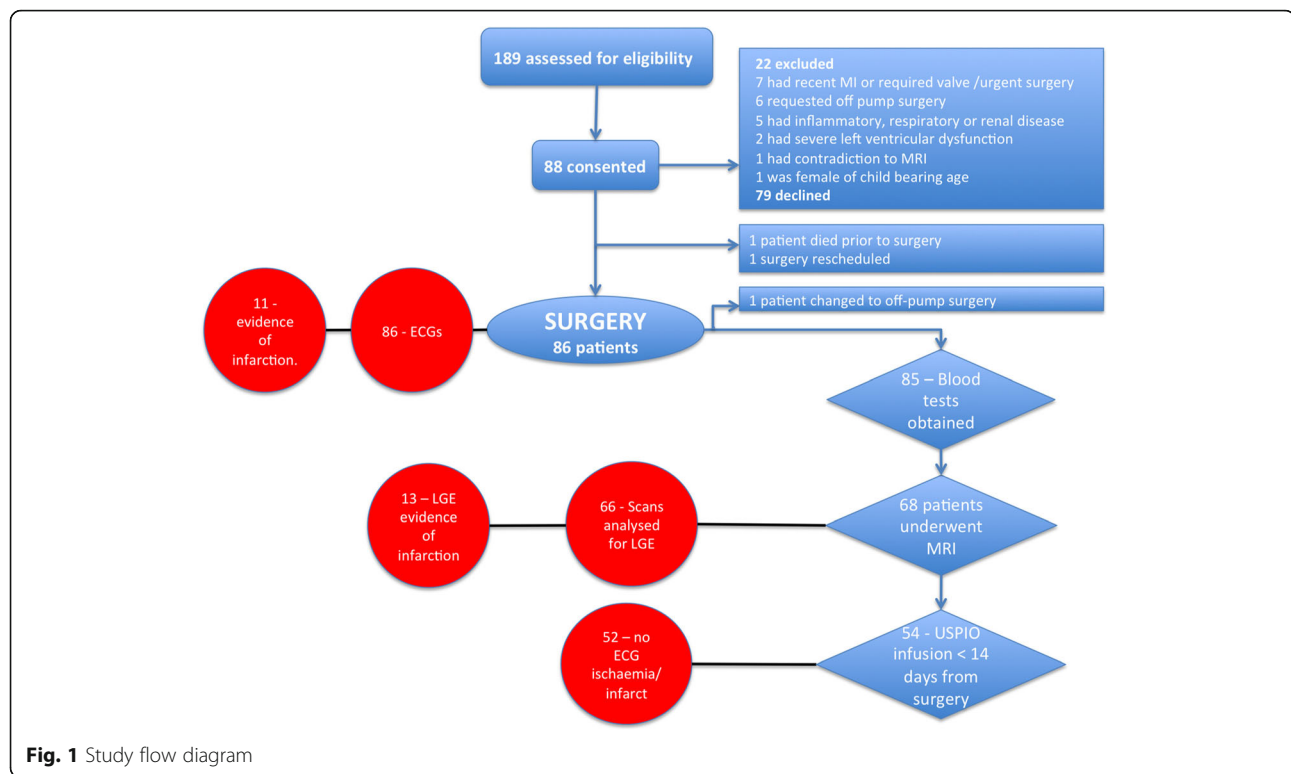 189 assessed for eligibility
22 excluded
7 had recent MI or required valve /urgent surgery
6 requested off pump surgery
5 had inflammatory, respiratory or renal disease
2 had severe left ventricular dysfunction
1 had contradiction to MRI
1 was female of child bearing age
79 declined
88 consented
1 patient died prior to surgery
1 surgery rescheduled
1 patient changed to off-pump surgery
SURGERY
86 patients
86 - ECGs
11 -
evidence
of
infarction.
85 – Blood
tests
obtained
68 patients
underwent
MRI
66 - Scans
analysed
for LGE
13 – LGE
evidence
of
infarction
54 - USPIO
infusion < 14
days from
surgery
52 – no
ECG
ischaemia/
infarct
Fig. 1 Study flow diagram